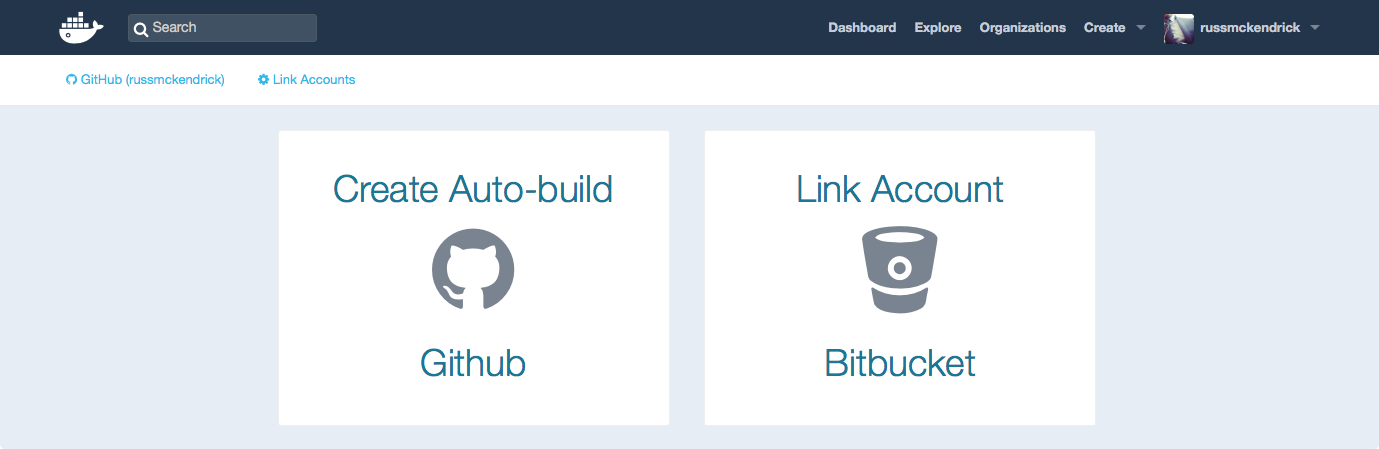 Search
Dashboard Explore Organizations Create russmckendrick
GitHub (russmckendrick) Link Accounts
Create Auto-build
Github
Link Account
Bitbucket